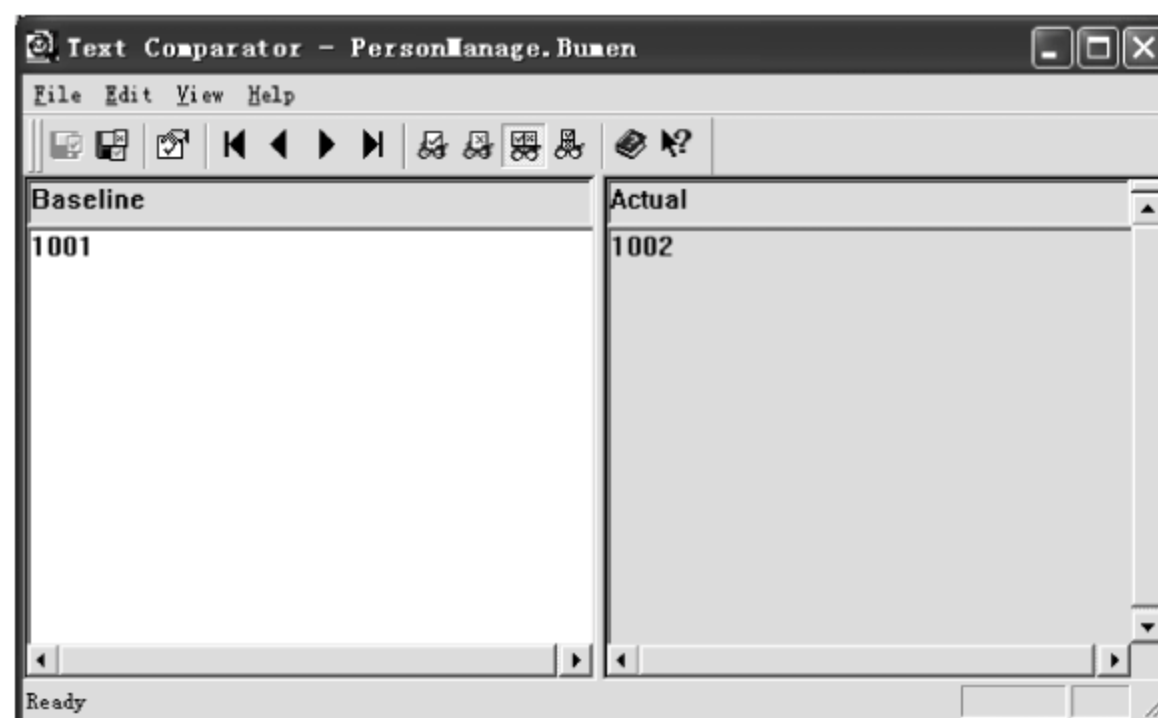 Text Comparator - PersonManage.Bumen
File Edit View Help
Baseline
Actual
1001
1002
Ready